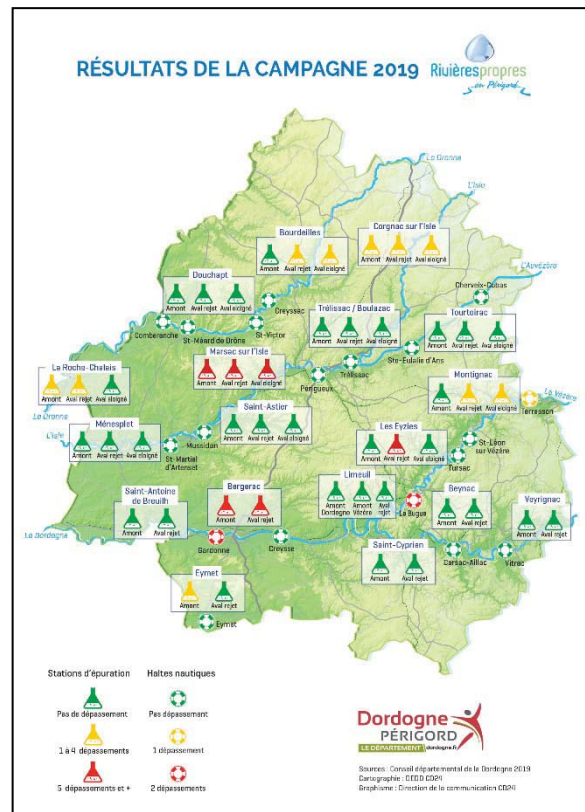 RÉSULTATS DE LA CAMPAGNE 2019
Rivièrespropres
en Périgord
La Dronne
L'Isle
Bourdeilles
Amont Aval rejet Aval éloigné
Corgnac sur l'Isle
Amont Aval rejet Aval éloigné
L'Auvézère
Douchapt
Amont Aval rejet Aval éloigné
Creyssac
Cherveix-Cubas
Trélissac / Boulazac
Amont Aval rejet Aval éloigné
Tourtoirac
Amont Aval rejet Aval éloigné
Comberanche
St-Méard de Drône
St-Victor
Ste-Eulalie d'Ans
Marsac sur l'Isle
Amont Aval rejet Aval éloigné
Périgueux
Trélissac
La Roche-Chalais
Amont Aval rejet Aval éloigné
Montignac
Amont Aval rejet Aval éloigné
La Vézère
Terrasson
La Dronne
Saint-Astier
Amont Aval rejet Aval éloigné
Ménesplet
Amont Aval rejet Aval éloigné
L'Isle
Mussidan
St-Martial
d'Artenset
Les Eyzies
Amont Aval rejet Aval éloigné
St-Léon
sur Vézère
Tursac
Limeuil
Amont
Dordogne
Amont
Vézère
Aval
rejet
Le Bugue
Bergerac
Amont Aval rejet
Saint-Antoine
de Breuilh
Amont Aval rejet
Beynac
Amont Aval rejet
Veyrignac
Amont Aval rejet
La Dordogne
Gardonne
Creysse
Saint-Cyprien
Amont Aval rejet
Carsac-Aillac
Vitrac
Eymet
Amont Aval rejet
Eymet
Stations d'épuration
Haltes nautiques
Pas de dépassement
Pas dépassement
1 à 4 dépassements
1 dépassement
5 dépassements et +
2 dépassements
Dordogne
PÉRIGORD
LE DÉPARTEMENT
dordogne.fr
Sources : Conseil départemental de la Dordogne 2019
Cartographie : DEDD CD24
Graphisme : Direction de la communication CD24